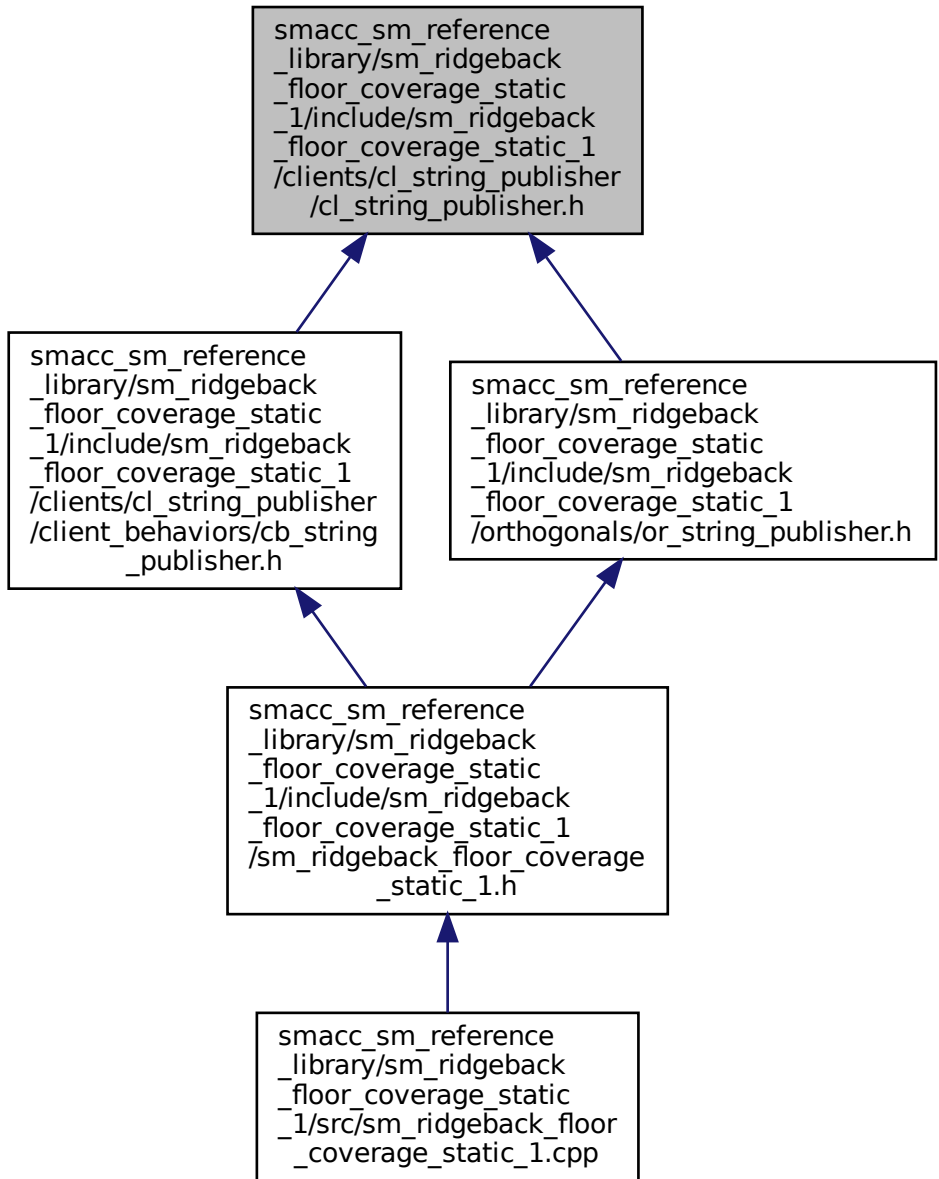 smacc_sm_reference
_library/sm_ridgeback
_floor_coverage_static
_1/include/sm_ridgeback
_floor_coverage_static_1
/clients/cl_string_publisher
/cl_string_publisher.h
smacc_sm_reference
_library/sm_ridgeback
_floor_coverage_static
_1/include/sm_ridgeback
_floor_coverage_static_1
/clients/cl_string_publisher
/client_behaviors/cb_string
_publisher.h
smacc_sm_reference
_library/sm_ridgeback
_floor_coverage_static
_1/include/sm_ridgeback
_floor_coverage_static_1
/orthogonals/or_string_publisher.h
smacc_sm_reference
_library/sm_ridgeback
_floor_coverage_static
_1/include/sm_ridgeback
_floor_coverage_static_1
/sm_ridgeback_floor_coverage
_static_1.h
smacc_sm_reference
_library/sm_ridgeback
_floor_coverage_static
_1/src/sm_ridgeback_floor
_coverage_static_1.cpp